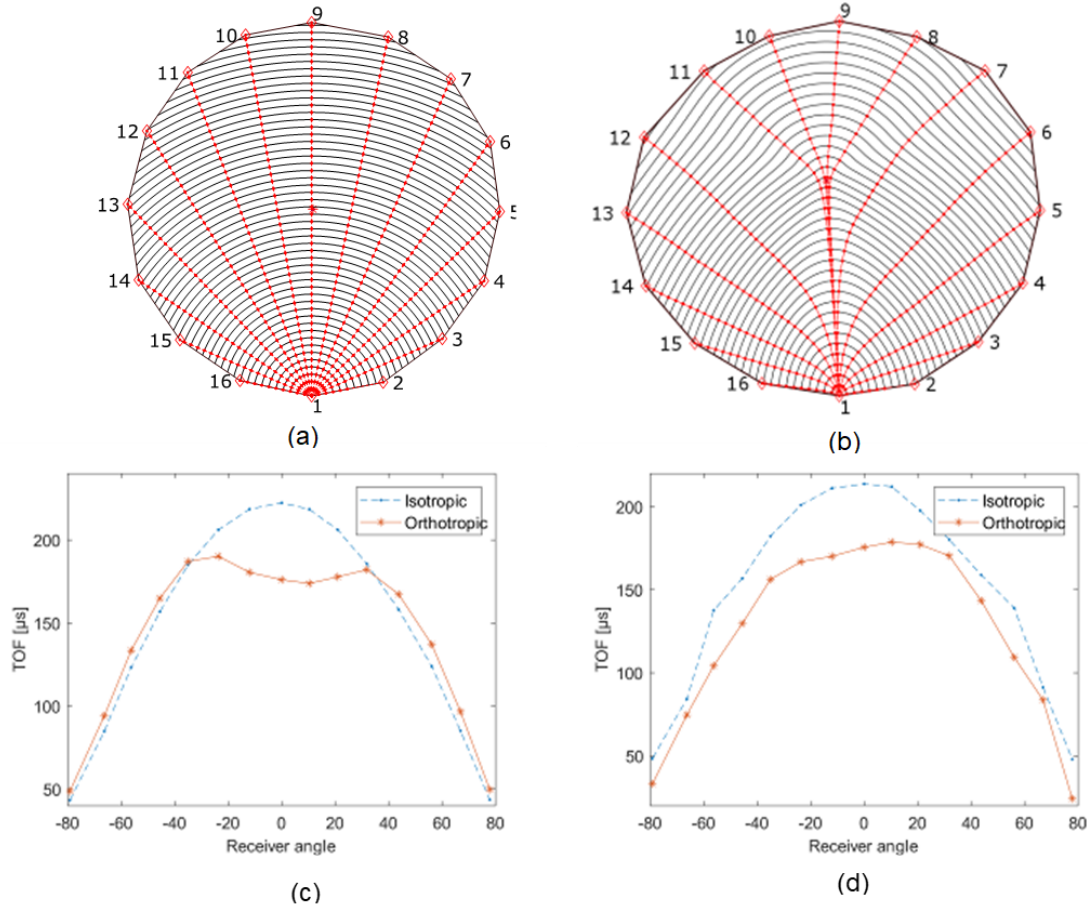 9
10
8
11
7
12
6
13
5
14
4
15
3
16
2
1
(a)
9
10
8
11
7
12
6
13
5
14
4
15
3
16
2
1
(b)
Isotropic
Orthotropic
200
150
100
50
TOF [µs]
-80 -60 -40 -20 0 20 40 60 80
Receiver angle
(c)
Isotropic
Orthotropic
200
150
100
50
TOF [µs]
-80 -60 -40 -20 0 20 40 60 80
Receiver angle
(d)